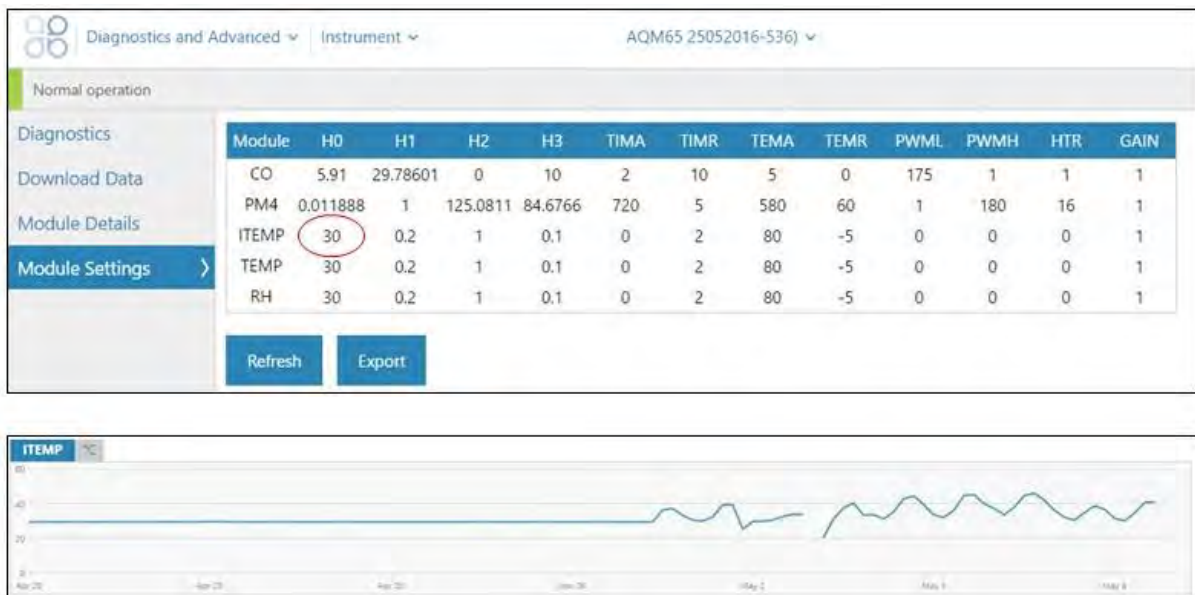 Diagnostics and Advanced Instrument AQM65 25052016-536)
Normal operation
Diagnostics
Download Data
Module Details
Module Settings
Module H0 H1 H2 H3 TIMA TIMR TEMA TEMR PWML PWMH HTR GAIN
CO 5.91 29.78601 0 10 2 10 5 0 175 1 1 1
PM4 0.011888 1 125.0811 84.6766 720 5 580 60 1 180 16 1
ITEMP 30 0.2 1 0.1 0 2 80 -5 0 0 0 1
TEMP 30 0.2 1 0.1 0 2 80 -5 0 0 0 1
RH 30 0.2 1 0.1 0 2 80 -5 0 0 0 1
Refresh Export
ITEMP °C
60
40
20
0
May 2